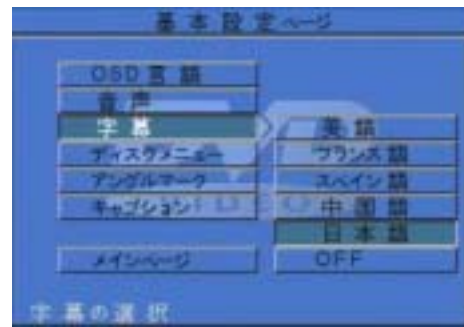 基本設定ページ
OSD言語
音声
字幕
ディスクメニュー
アングルマーク
キャプション
メインページ
英語
フランス語
スペイン語
中国語
日本語
OFF
字幕の選択